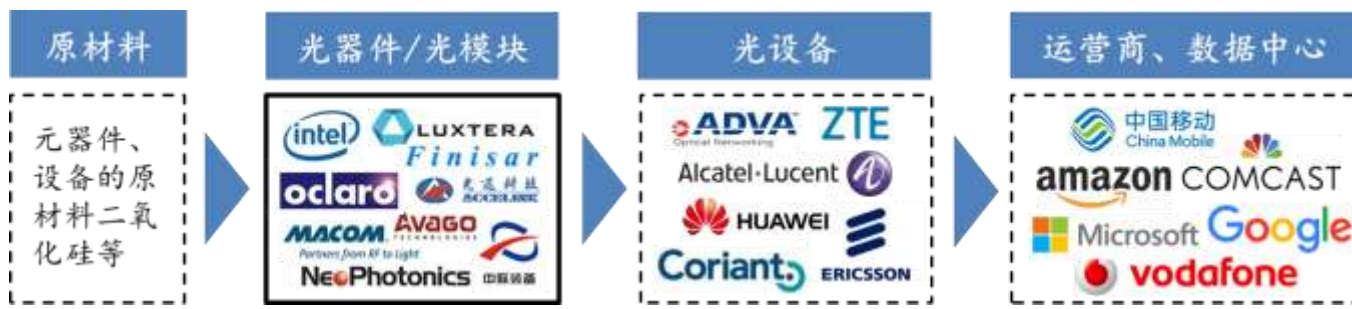 原材料
光器件/光模块
光设备
运营商、数据中心
元器件、
设备的原
材料二氧
化硅等
intel
LUXTERA
Finisar
oclaro
光迅科技
ACCELINK
MACOM
Partners from RF to Light
AVAGO
TECHNOLOGIES
NeoPhotonics
中际装备
ADVA
Optical Networking
ZTE
Alcatel·Lucent
HUAWEI
Coriant
ERICSSON
中国移动
China Mobile
amazon
COMCAST
Microsoft
Google
vodafone